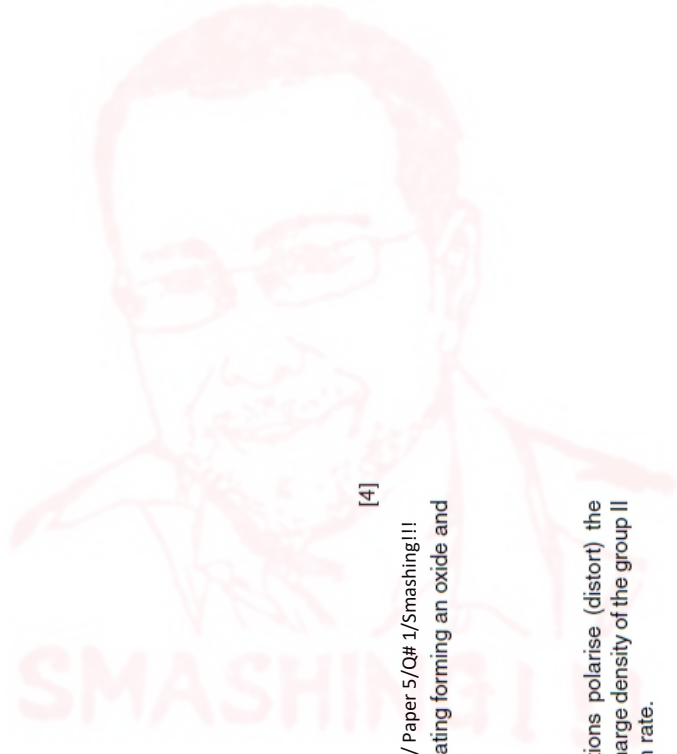 [4]
/ Paper 5/Q# 1/Smashing!!!
ating forming an oxide and
ions polarise (distort) the
arge density of the group II
rate.
SMASHING!!!